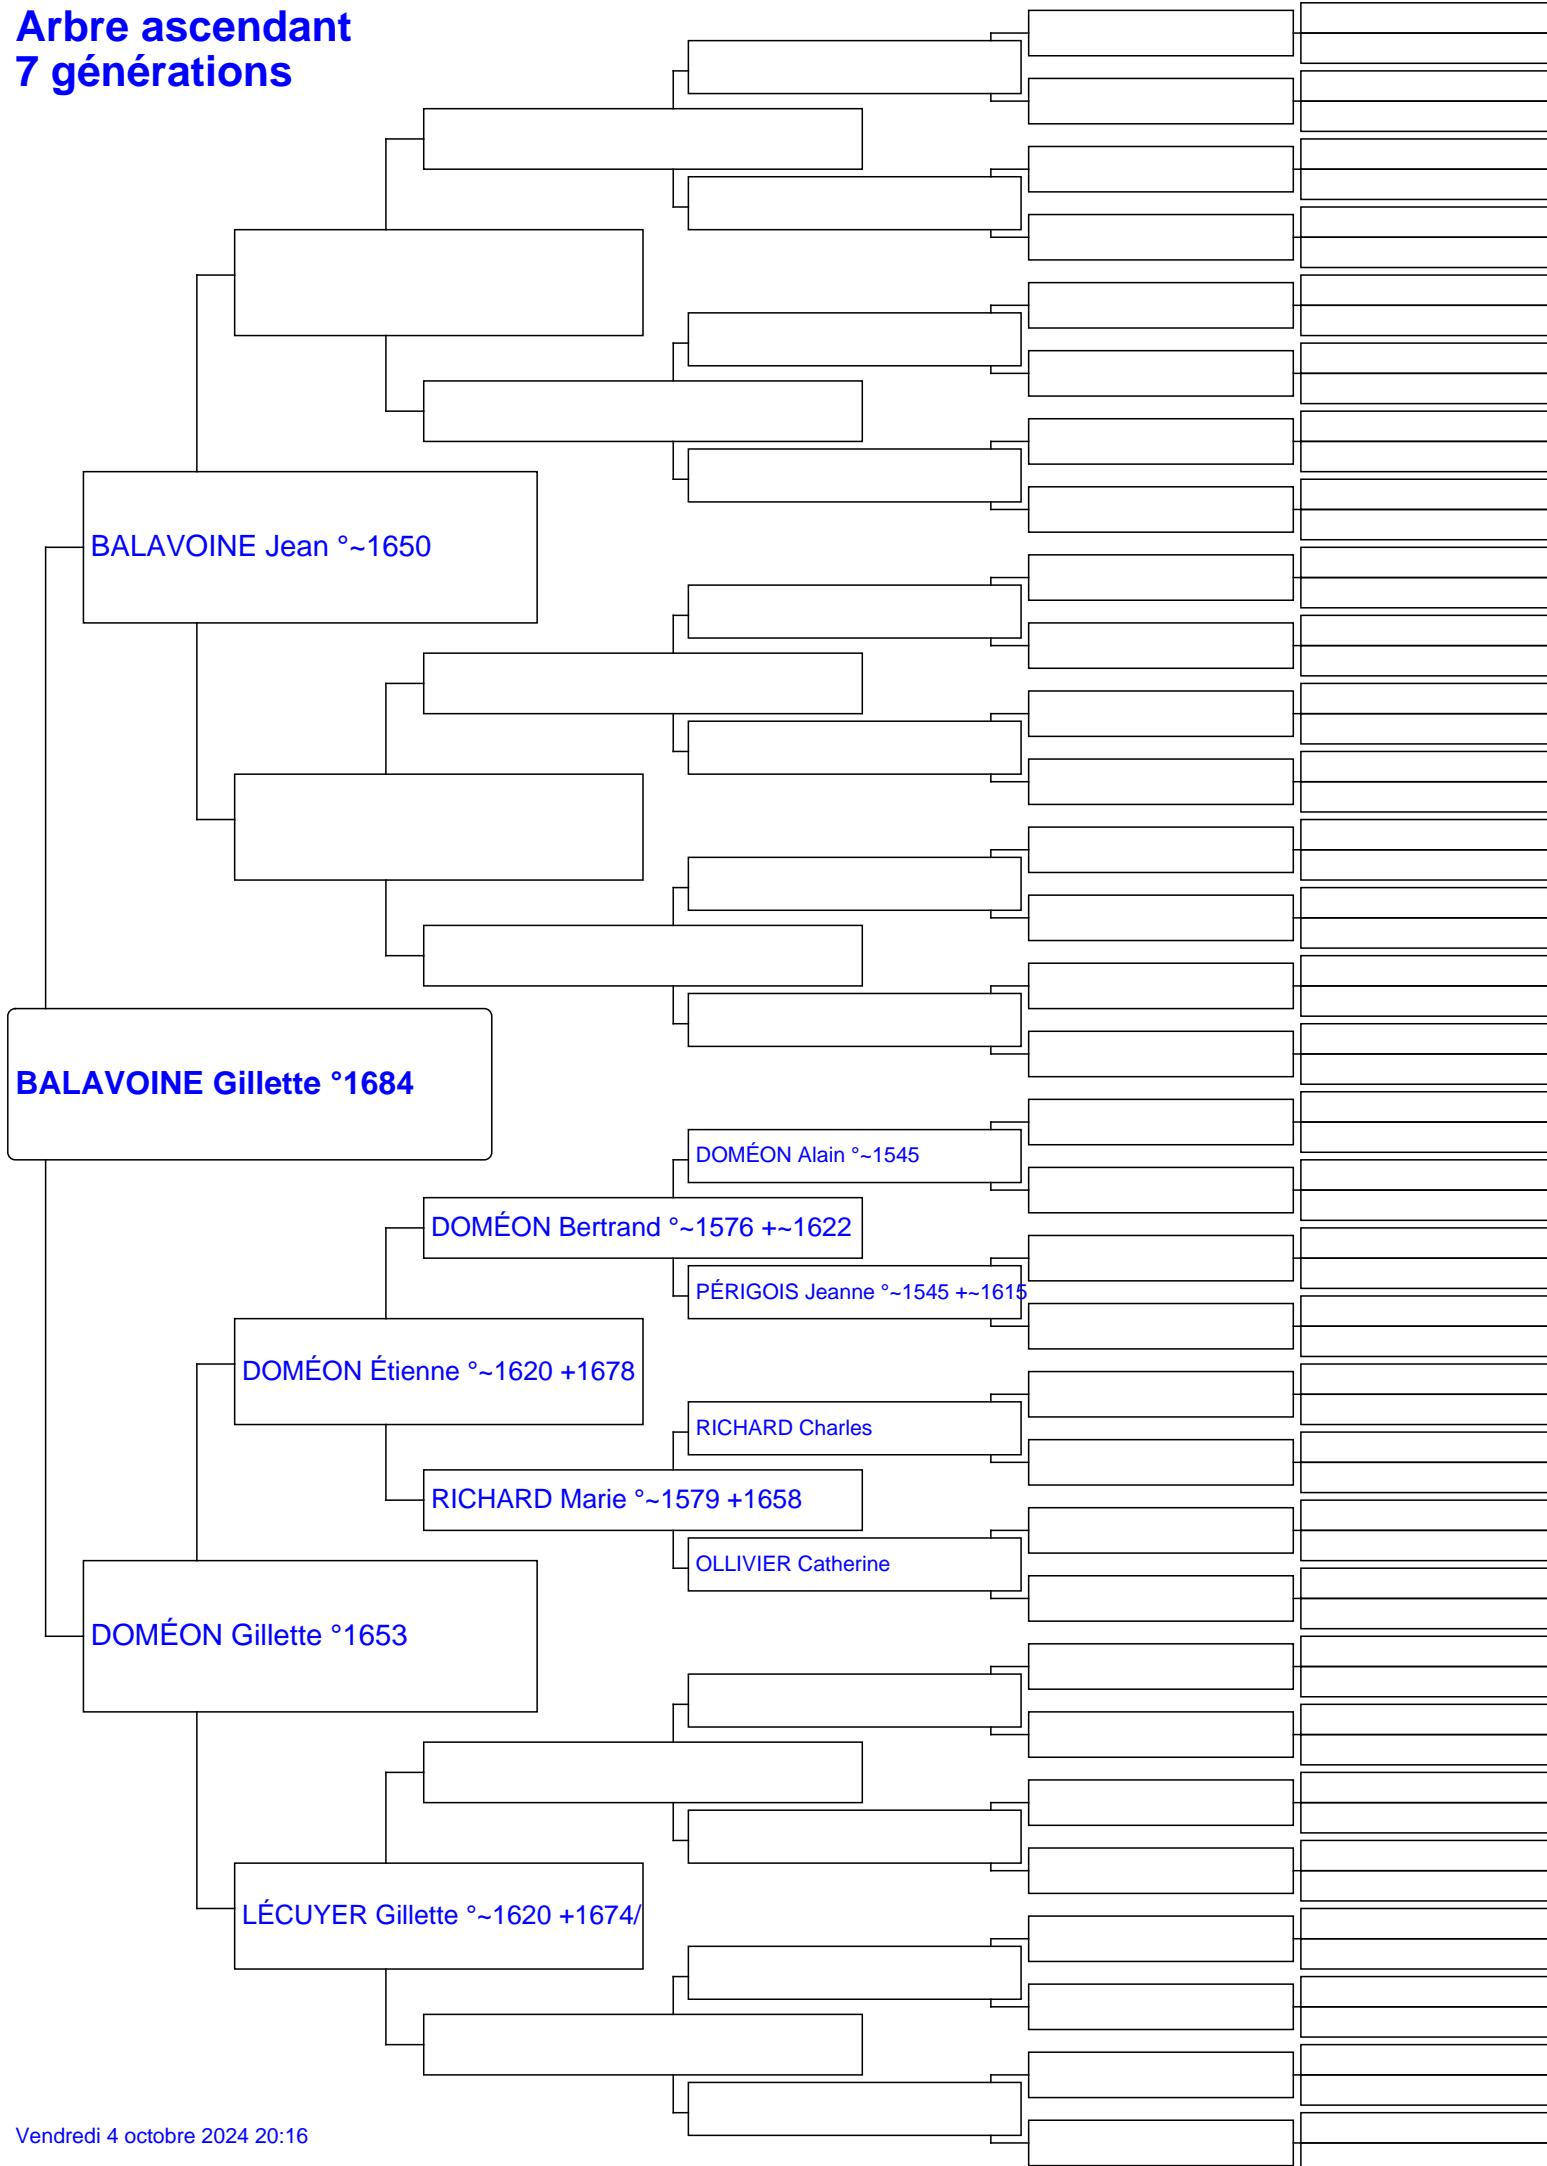 Arbre ascendant
7 générations
BALAVOINE Jean °~1650
BALAVOINE Gillette °1684
DOMÉON Alain °~1545
DOMÉON Bertrand °~1576 +~1622
PÉRIGOIS Jeanne °~1545 +~1615
DOMÉON Étienne °~1620 +1678
RICHARD Charles
RICHARD Marie °~1579 +1658
OLLIVIER Catherine
DOMÉON Gillette °1653
LÉCUYER Gillette °~1620 +1674/
Vendredi 4 octobre 2024 20:16